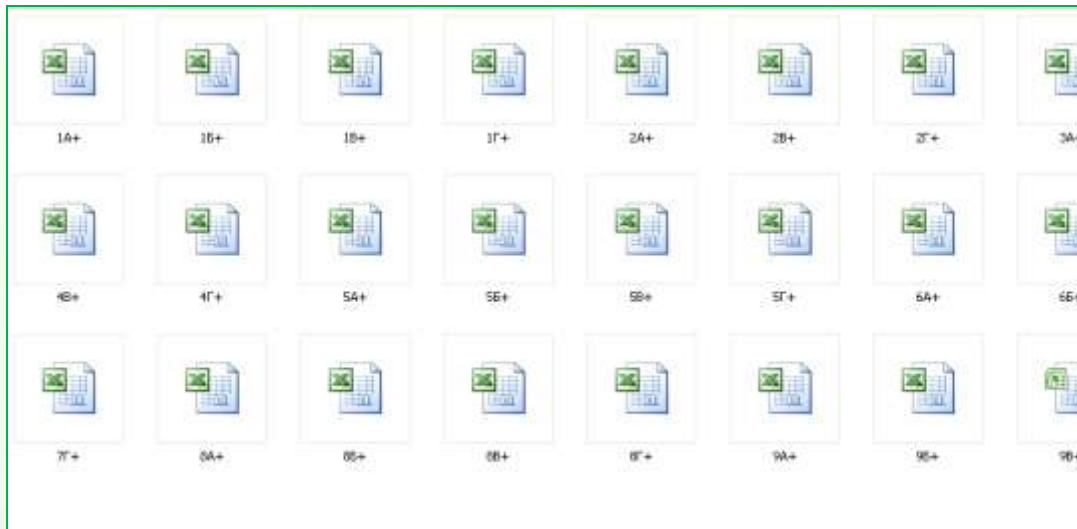 1А+ 1Б+ 1В+ 1Г+ 2А+ 2В+ 2Г+ 3А+
4В+ 4Г+ 5А+ 5Б+ 5В+ 5Г+ 6А+ 6Б+
7Г+ 8А+ 8Б+ 8В+ 8Г+ 9А+ 9Б+ 9В+